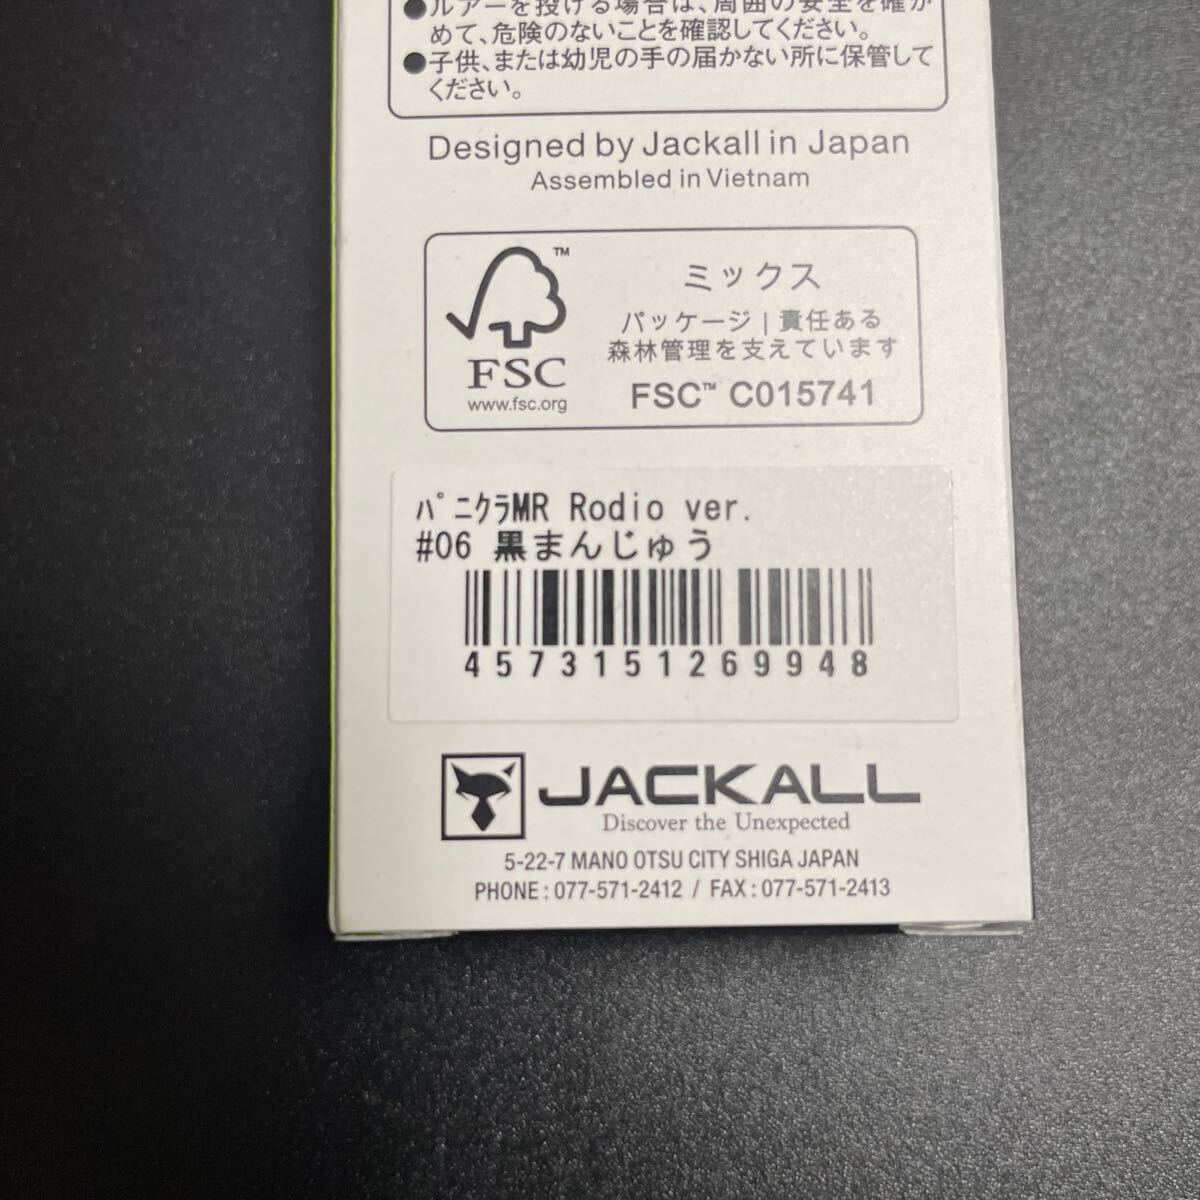 ●ルアーを投げる場合は、周囲の安全を確か
めて、危険のないことを確認してください。
●子供、または幼児の手の届かない所に保管して
ください。
Designed by Jackall in Japan
Assembled in Vietnam
™
FSC
www.fsc.org
ミックス
パッケージ | 責任ある
森林管理を支えています
FSC™ C015741
ﾊﾟﾆｸﾗMR Rodio ver.
#06 黒まんじゅう
4573151269948
JACKALL
Discover the Unexpected
5-22-7 MANO OTSU CITY SHIGA JAPAN
PHONE : 077-571-2412 / FAX : 077-571-2413